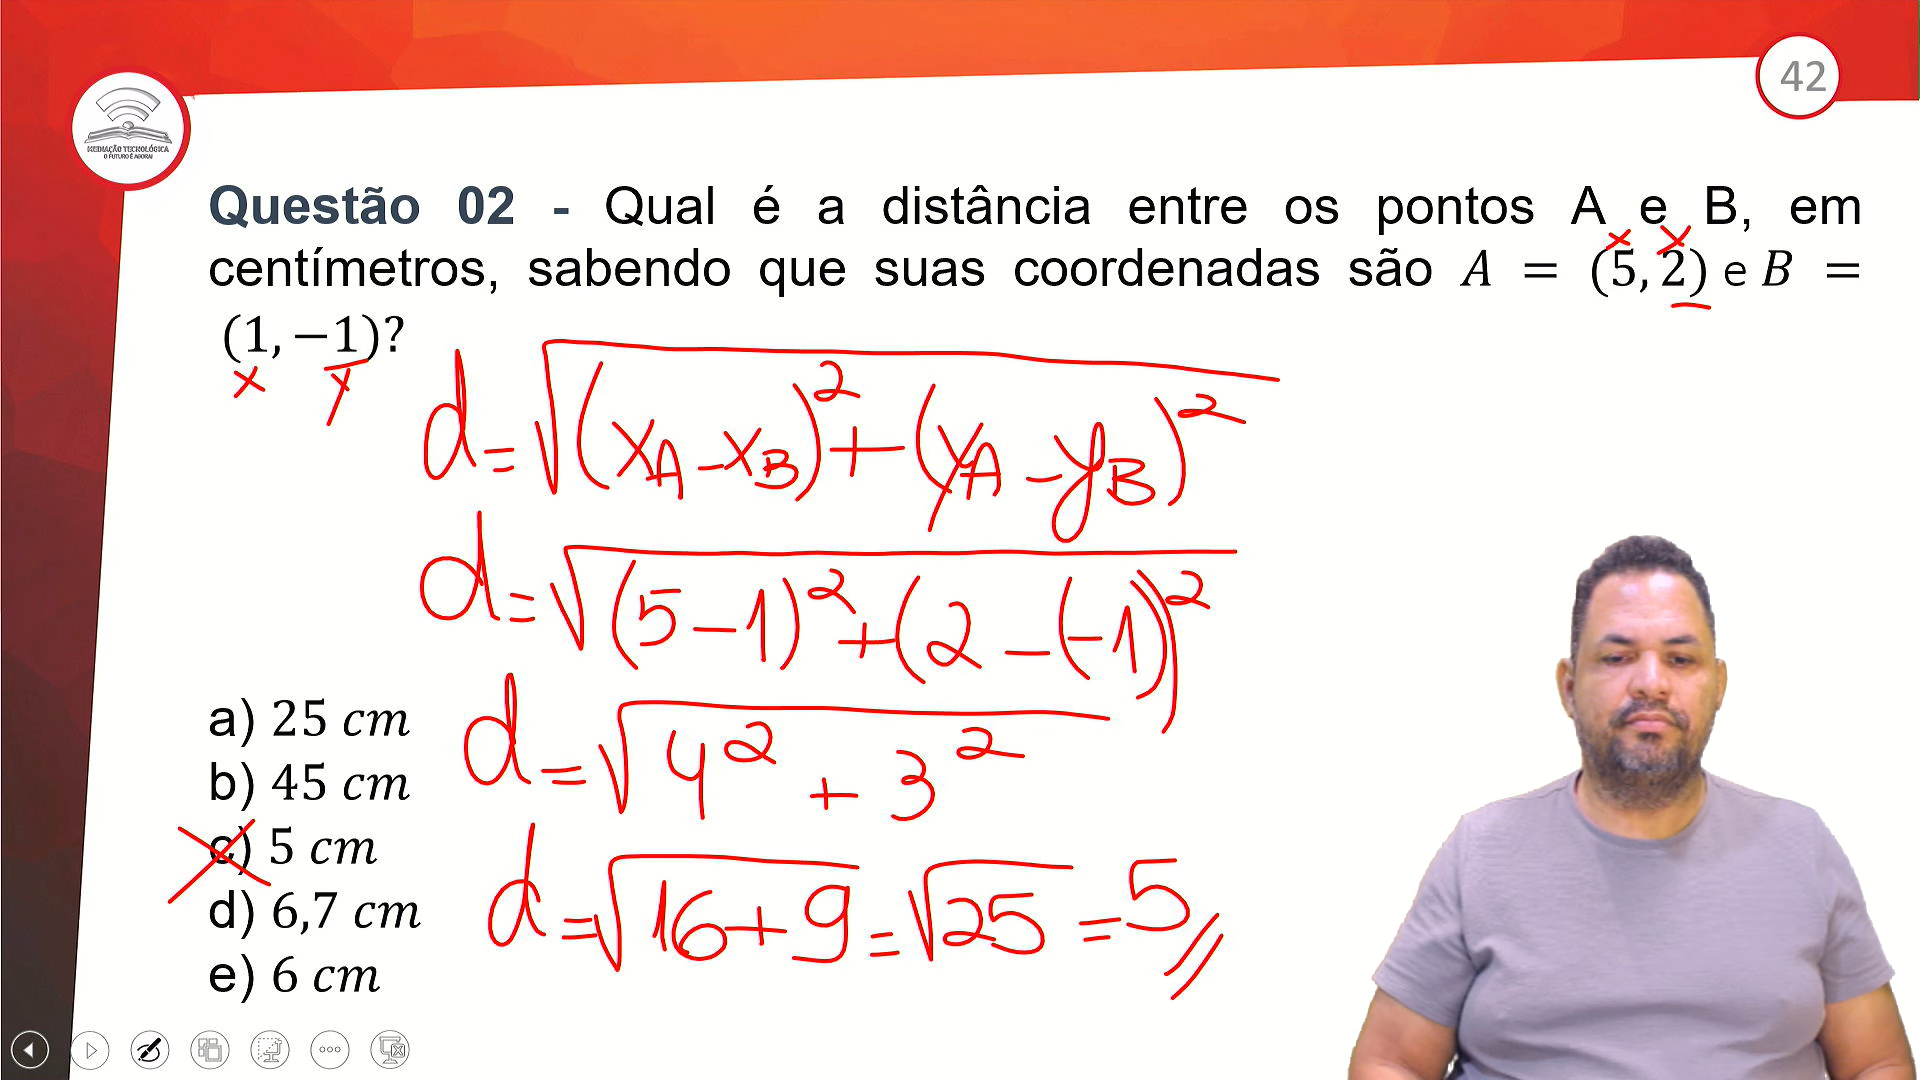 42
MEDIAÇÃO TECNOLÓGICA
O FUTURO É AGORA!
Questão 02 - Qual é a distância entre os pontos A e B, em
x x
centímetros, sabendo que suas coordenadas são A = (5, 2) e B =
(1, −1)?
x y
d=√(xA-xB)²+(yA-yB)²
d=√(5-1)²+(2-(-1))²
d=√4²+3²
d=√16+9=√25=5//
a) 25 cm
b) 45 cm
c) 5 cm
d) 6,7 cm
e) 6 cm